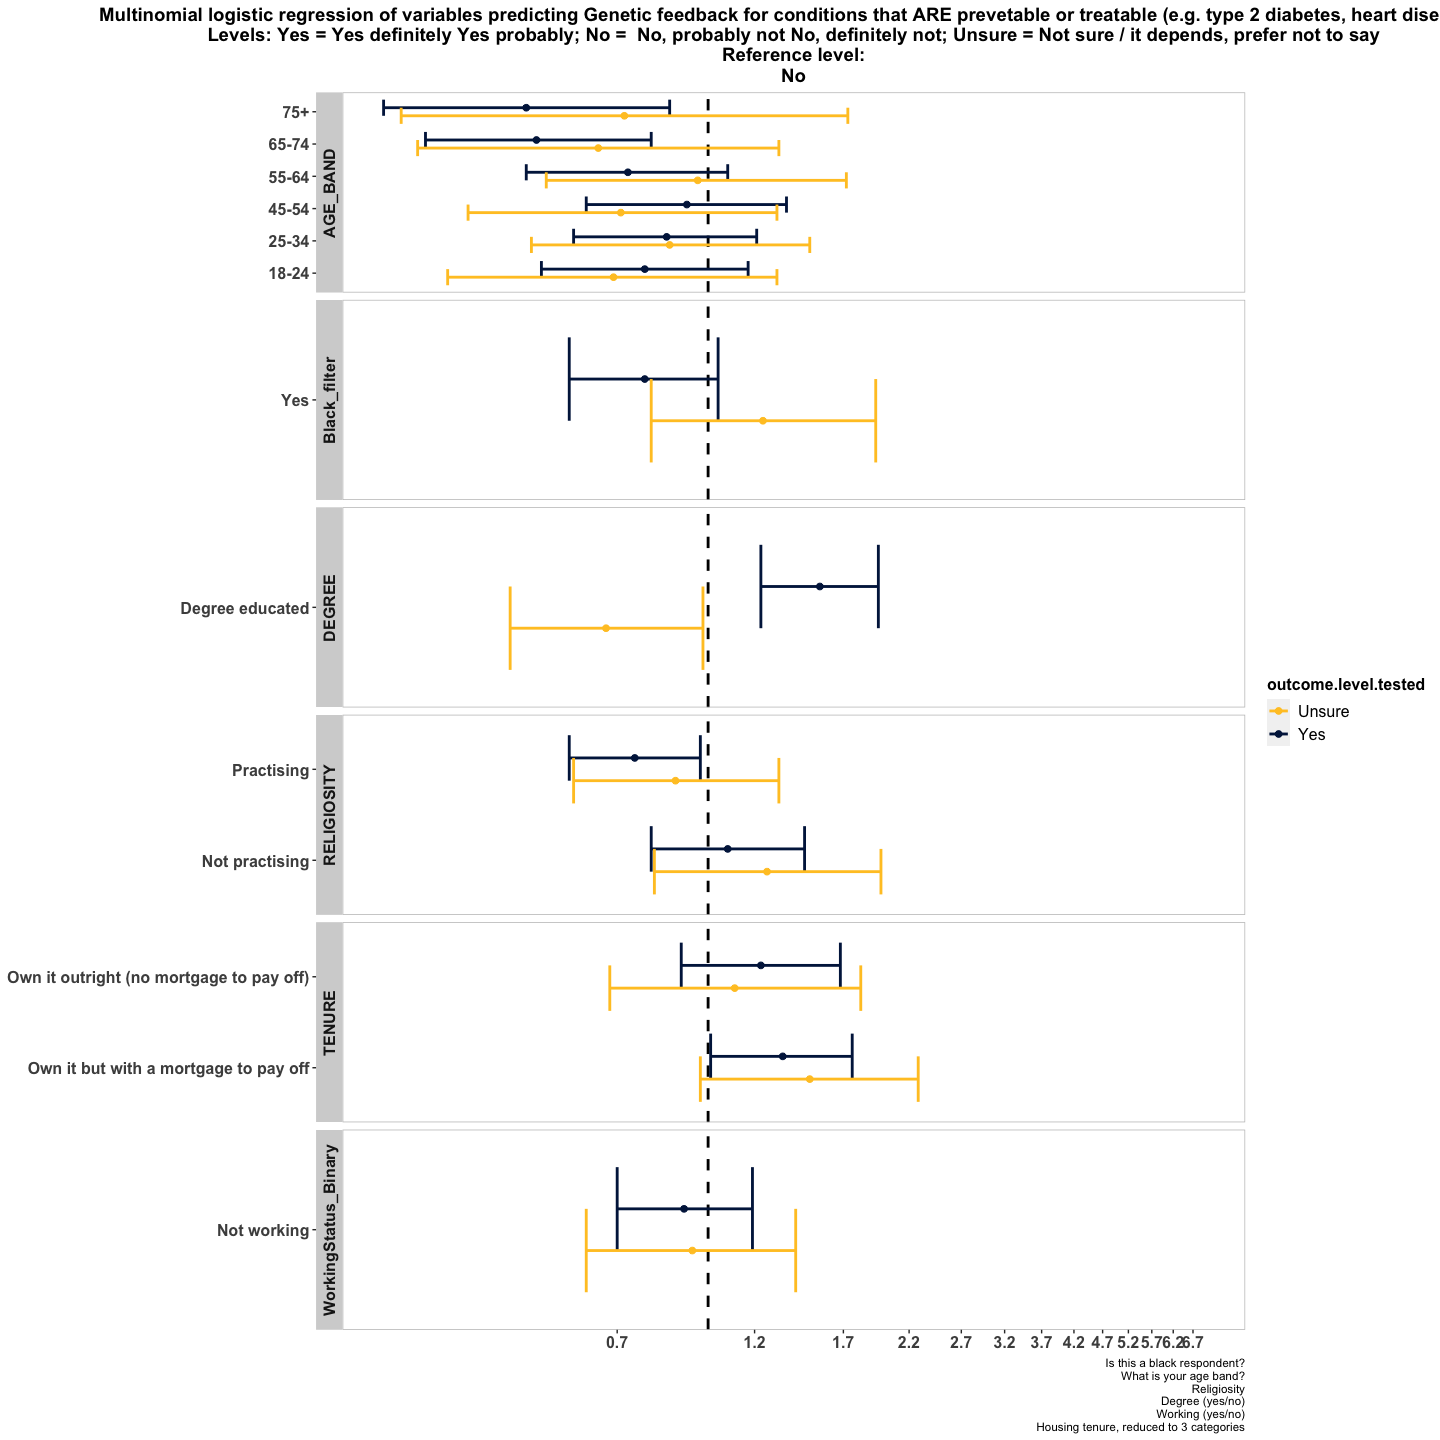 Multinomial logistic regression of variables predicting Genetic feedback for conditions that ARE prevetable or treatable (e.g. type 2 diabetes, heart dise
Levels: Yes = Yes definitely Yes probably; No =  No, probably not No, definitely not; Unsure = Not sure / it depends, prefer not to say
Reference level:
No
AGE_BAND
75+
65-74
55-64
45-54
25-34
18-24
Black_filter
Yes
DEGREE
Degree educated
RELIGIOSITY
Practising
Not practising
TENURE
Own it outright (no mortgage to pay off)
Own it but with a mortgage to pay off
WorkingStatus_Binary
Not working
outcome.level.tested
Unsure
Yes
0.7 1.2 1.7 2.2 2.7 3.2 3.7 4.2 4.7 5.2 5.7 6.2 6.7
Is this a black respondent?
What is your age band?
Religiosity
Degree (yes/no)
Working (yes/no)
Housing tenure, reduced to 3 categories